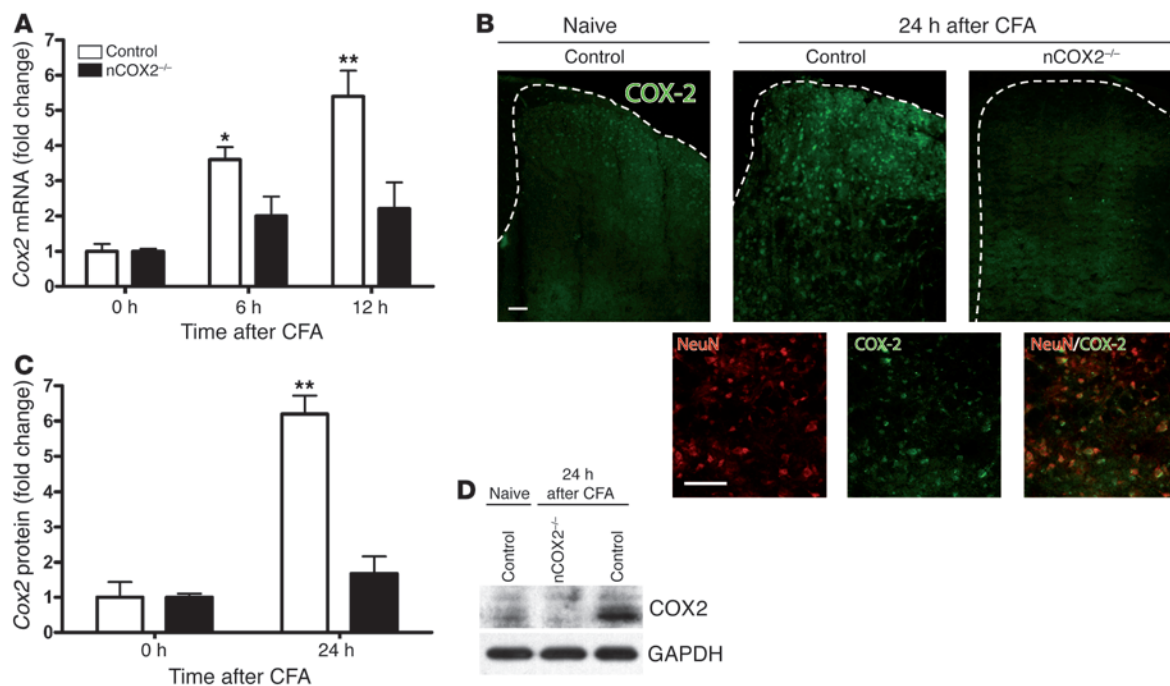 A
Control
nCOX2–/–
Cox2 mRNA (fold change)
7
6
5
4
3
2
1
0
*
**
0 h
6 h
12 h
Time after CFA
B
Naive
24 h after CFA
Control
Control
nCOX2–/–
COX-2
NeuN
COX-2
NeuN/COX-2
C
Cox2 protein (fold change)
7
6
5
4
3
2
1
0
**
0 h
24 h
Time after CFA
D
Naive
24 h
after CFA
Control
nCOX2–/–
Control
COX2
GAPDH